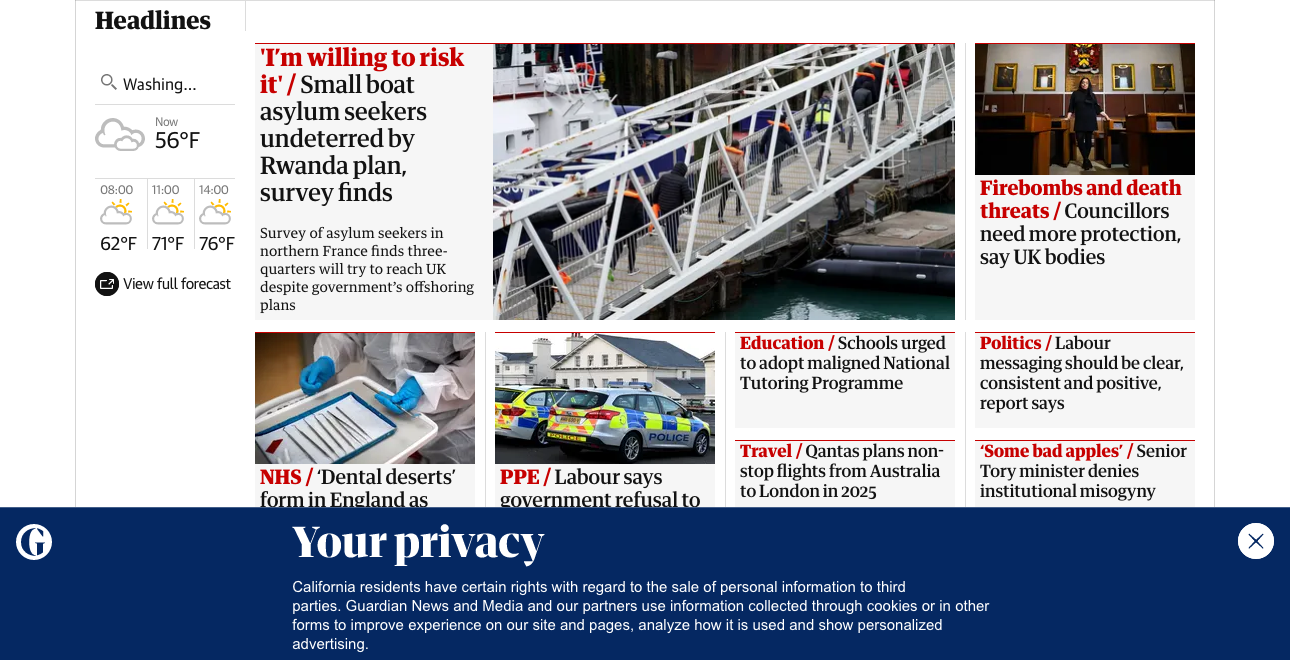 Headlines
Washing...
Now
56°F
08:00
11:00
14:00
62°F
71°F
76°F
View full forecast
'I'm willing to risk
it' / Small boat
asylum seekers
undeterred by
Rwanda plan,
survey finds
Survey of asylum seekers in
northern France finds three-
quarters will try to reach UK
despite government's offshoring
plans
Firebombs and death
threats / Councillors
need more protection,
say UK bodies
NHS / 'Dental deserts'
form in England as
POLICE
POLICE
PPE / Labour says
government refusal to
Education / Schools urged
to adopt maligned National
Tutoring Programme
Travel / Qantas plans non-
stop flights from Australia
to London in 2025
Politics / Labour
messaging should be clear,
consistent and positive,
report says
'Some bad apples' / Senior
Tory minister denies
institutional misogyny
G
Your privacy
California residents have certain rights with regard to the sale of personal information to third
parties. Guardian News and Media and our partners use information collected through cookies or in other
forms to improve experience on our site and pages, analyze how it is used and show personalized
advertising.